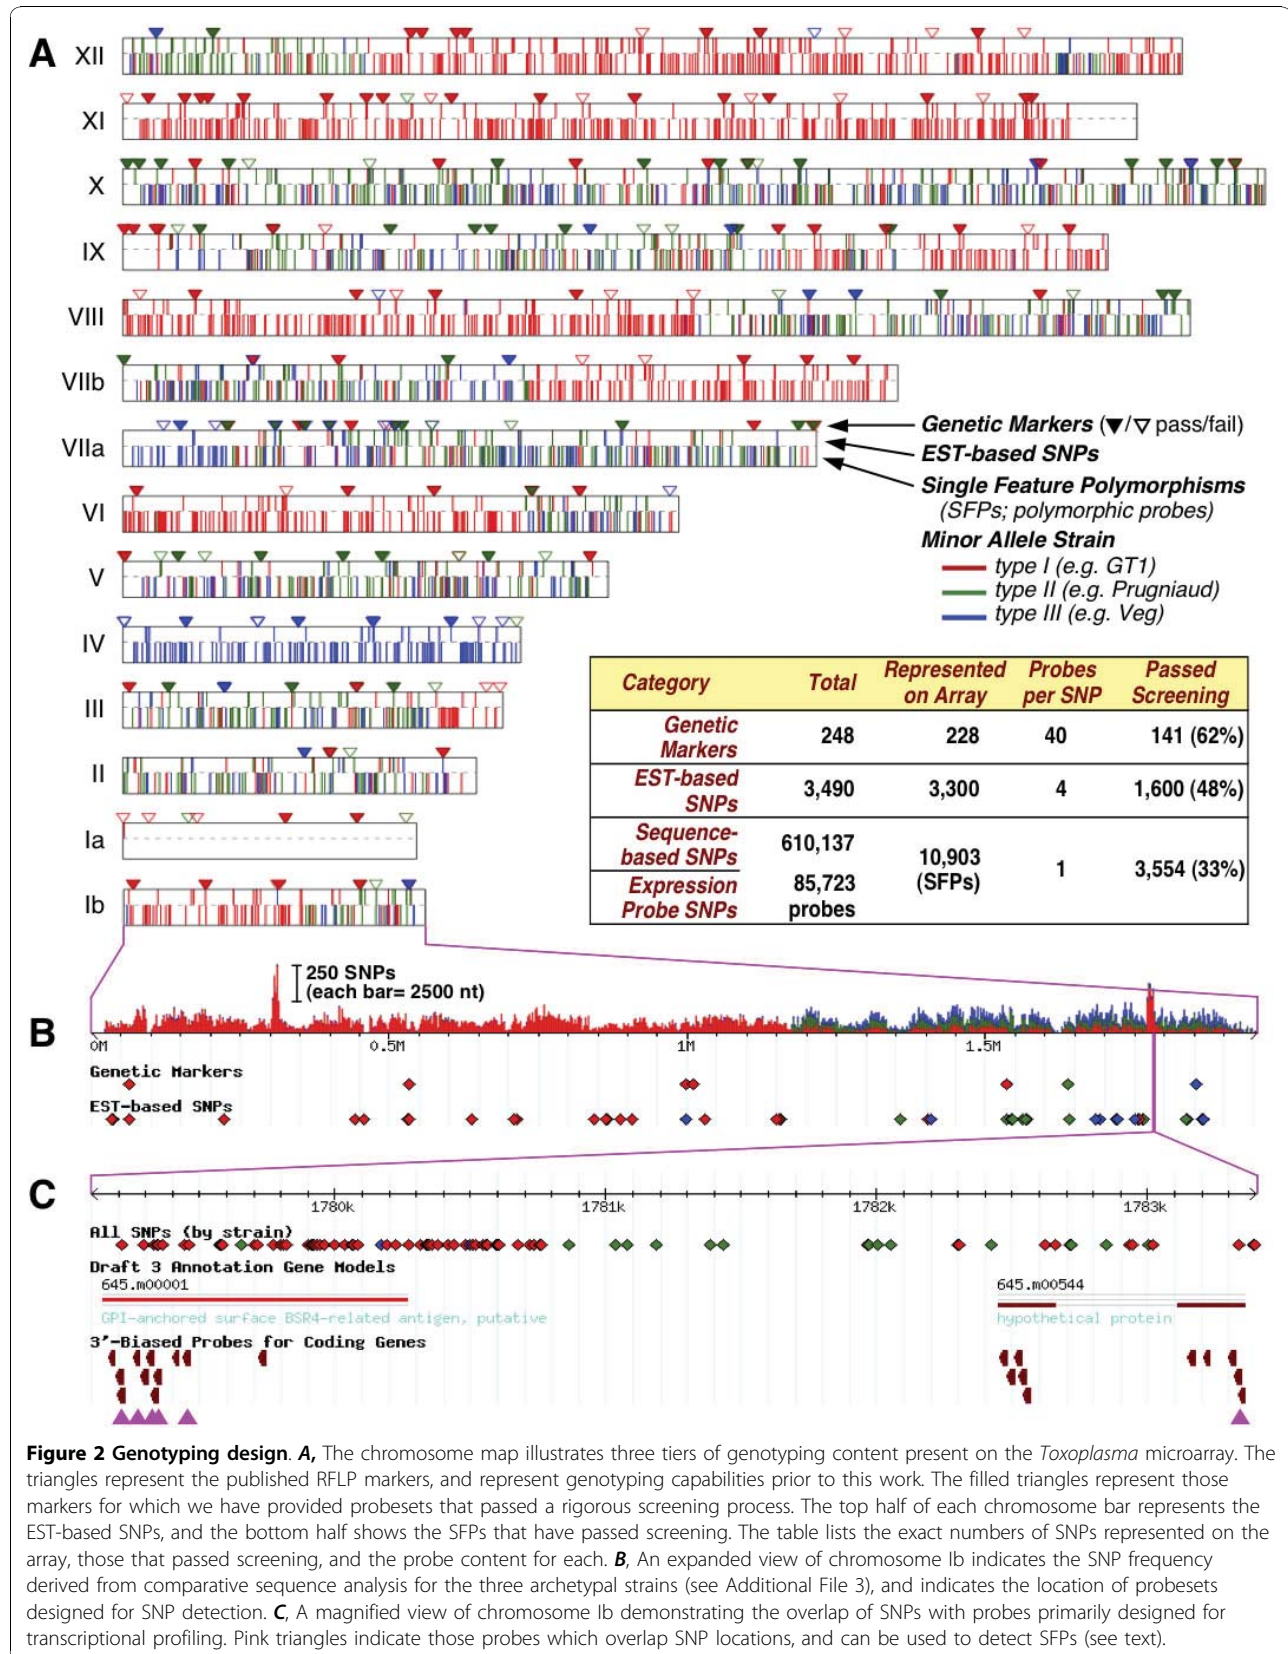 A
XII
XI
X
IX
VIII
VIIb
VIIa
Genetic Markers (▼/▽ pass/fail)
EST-based SNPs
Single Feature Polymorphisms
(SFPs; polymorphic probes)
Minor Allele Strain
type I (e.g. GT1)
type II (e.g. Prugniaud)
type III (e.g. Veg)
VI
V
IV
III
II
Ia
Ib
Category Total Represented on Array Probes per SNP Passed Screening
Genetic Markers 248 228 40 141 (62%)
EST-based SNPs 3,490 3,300 4 1,600 (48%)
Sequence-based SNPs 610,137 10,903 (SFPs) 1 3,554 (33%)
Expression Probe SNPs 85,723 probes
250 SNPs
(each bar= 2500 nt)
B
0M 0.5M 1M 1.5M
Genetic Markers
EST-based SNPs
C
1780k 1781k 1782k 1783k
All SNPs (by strain)
Draft 3 Annotation Gene Models
645.m00001 645.m00544
GPI-anchored surface BSR4-related antigen, putative hypothetical protein
3'-Biased Probes for Coding Genes
Figure 2 Genotyping design. A, The chromosome map illustrates three tiers of genotyping content present on the Toxoplasma microarray. The
triangles represent the published RFLP markers, and represent genotyping capabilities prior to this work. The filled triangles represent those
markers for which we have provided probesets that passed a rigorous screening process. The top half of each chromosome bar represents the
EST-based SNPs, and the bottom half shows the SFPs that have passed screening. The table lists the exact numbers of SNPs represented on the
array, those that passed screening, and the probe content for each. B, An expanded view of chromosome Ib indicates the SNP frequency
derived from comparative sequence analysis for the three archetypal strains (see Additional File 3), and indicates the location of probesets
designed for SNP detection. C, A magnified view of chromosome Ib demonstrating the overlap of SNPs with probes primarily designed for
transcriptional profiling. Pink triangles indicate those probes which overlap SNP locations, and can be used to detect SFPs (see text).